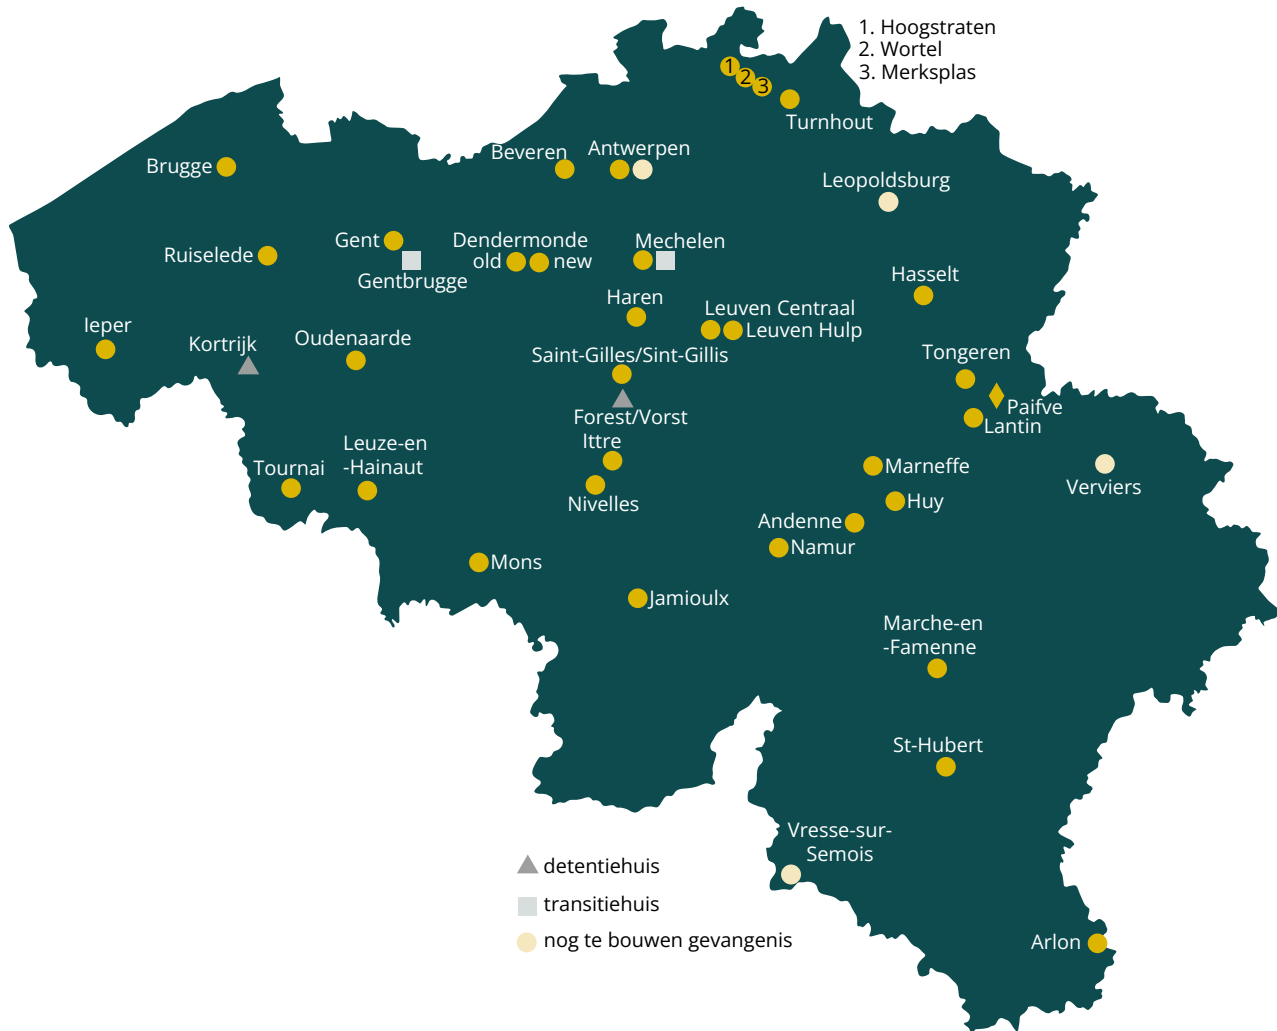 1. Hoogstraten
2. Wortel
3. Merksplas
1
2
3
Turnhout
Brugge
Beveren
Antwerpen
Leopoldsburg
Ruiselede
Gent
Gentbrugge
Dendermonde
old
new
Mechelen
Hasselt
Haren
Leuven Centraal
Leuven Hulp
Ieper
Kortrijk
Oudenaarde
Saint-Gilles/Sint-Gillis
Tongeren
Forest/Vorst
Paifve
Lantin
Ittre
Leuze-en
-Hainaut
Tournai
Nivelles
Marneffe
Verviers
Huy
Andenne
Namur
Mons
Jamioulx
Marche-en
-Famenne
St-Hubert
Vresse-sur-
Semois
Arlon
detentiehuis
transitiehuis
nog te bouwen gevangenis